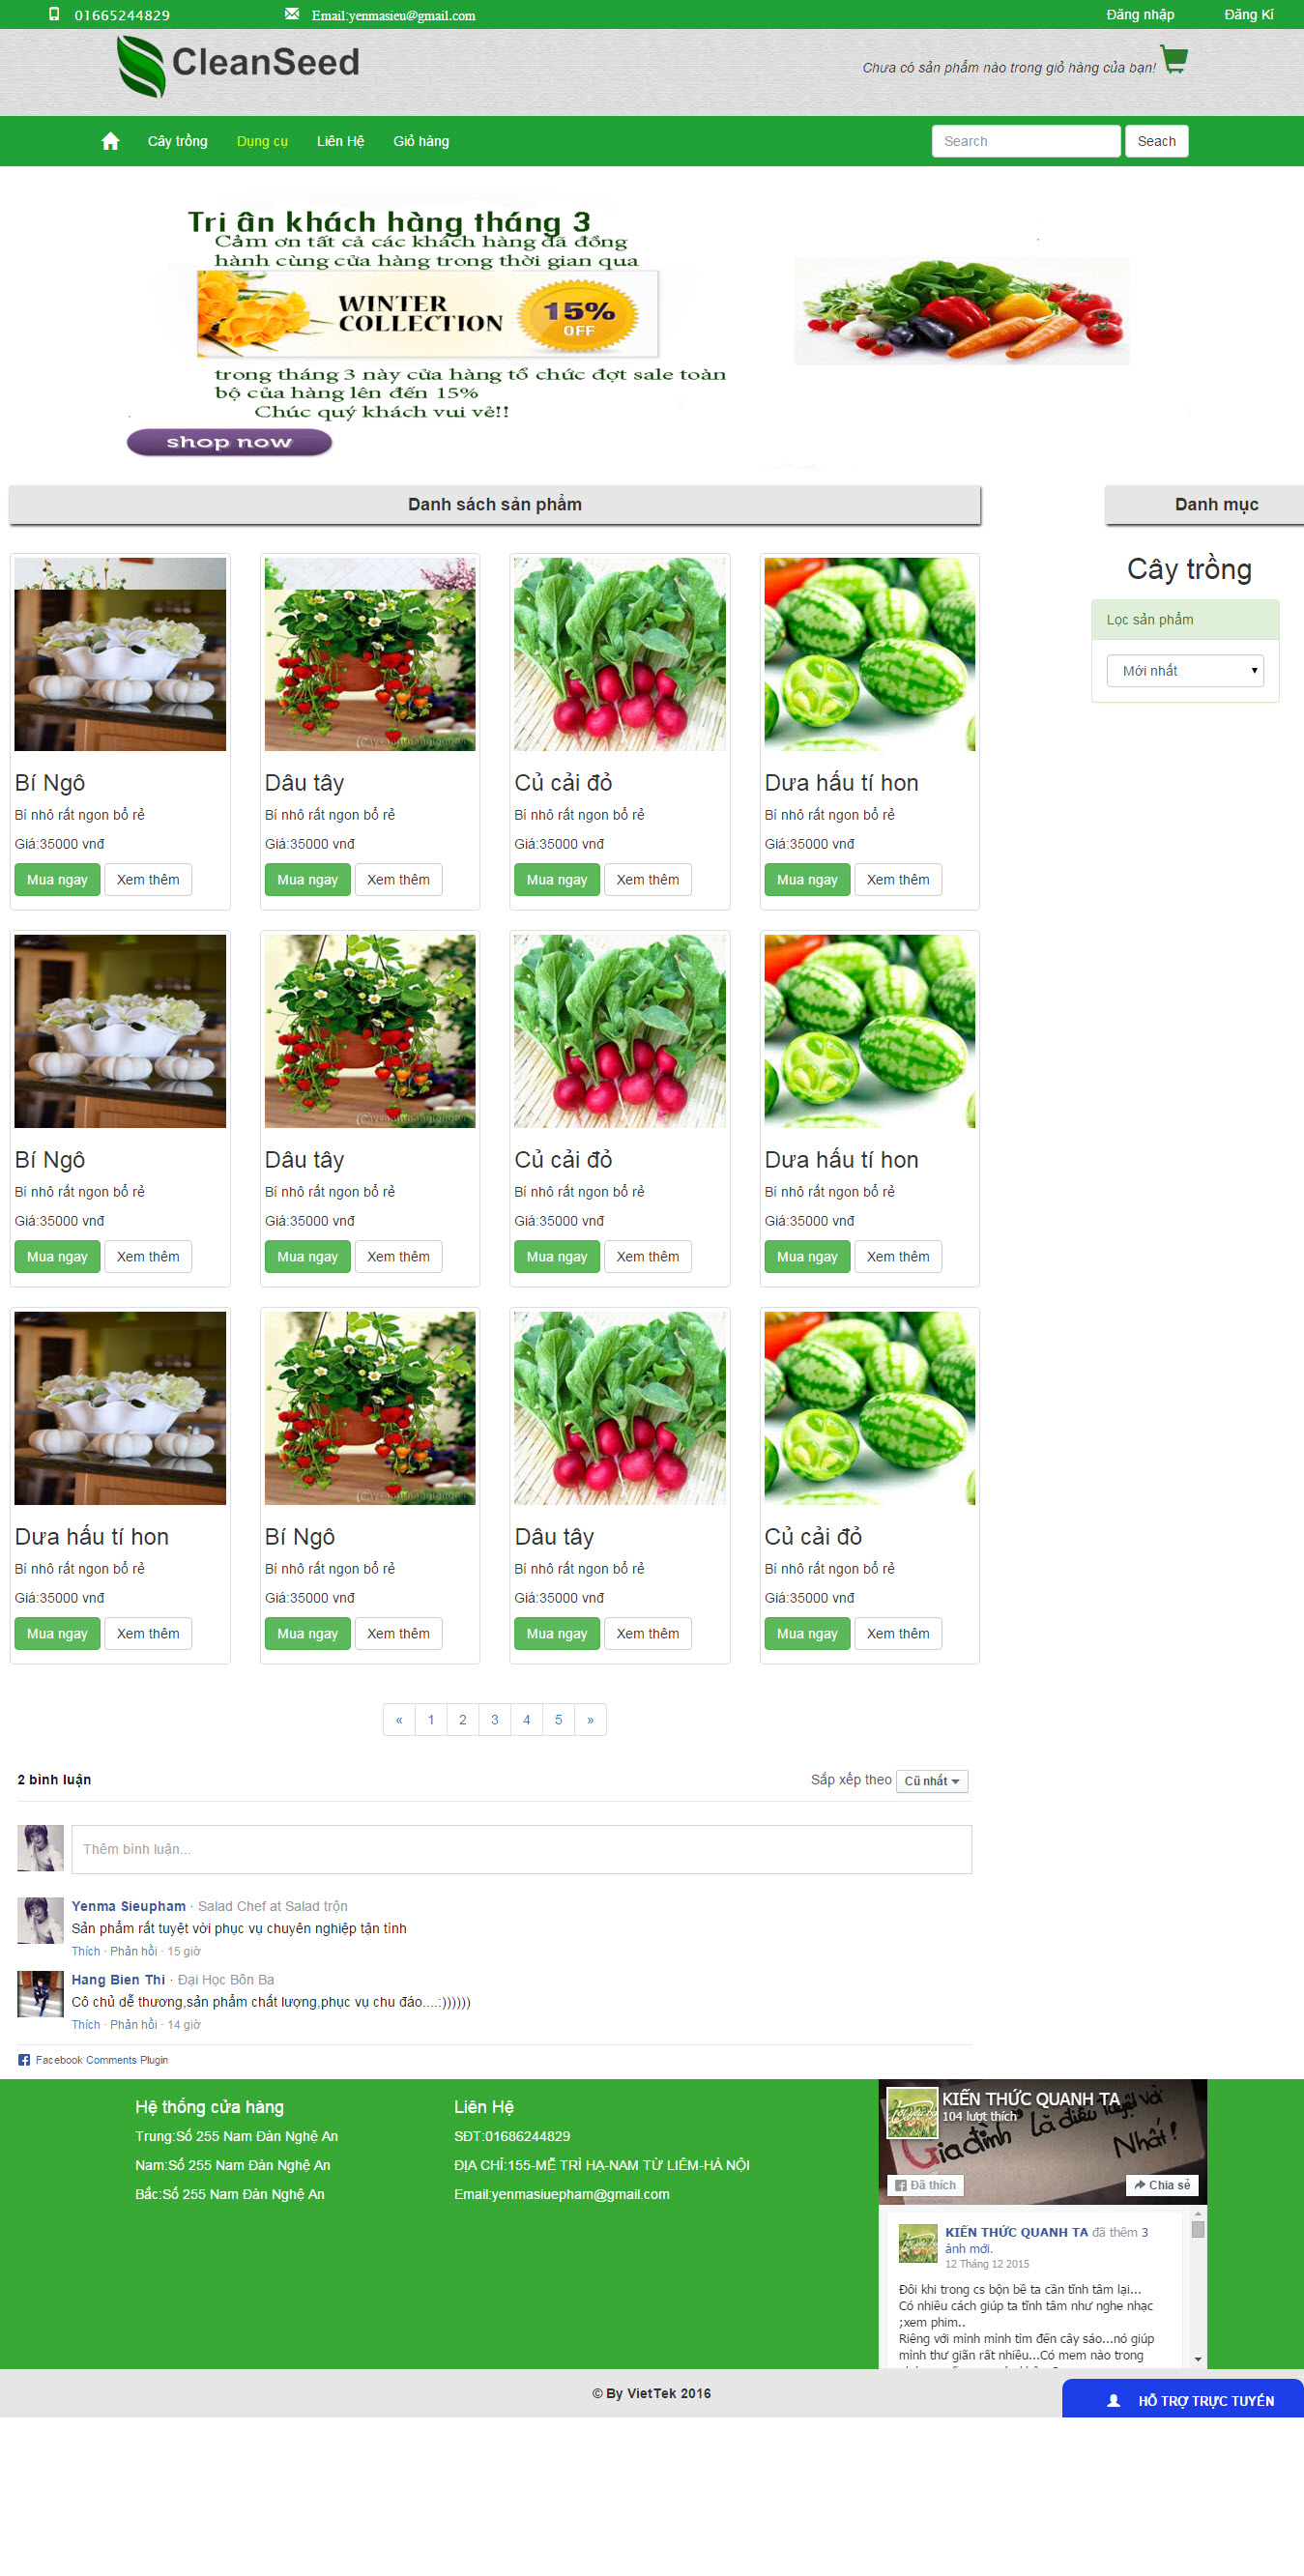 01665244829
Email:yenmasieu@gmail.com
Đăng nhập
Đăng Kí
CleanSeed
Chưa có sản phẩm nào trong giỏ hàng của bạn!
Cây trồng
Dụng cụ
Liên Hệ
Giỏ hàng
Search
Seach
Tri ân khách hàng tháng 3
Cảm ơn tất cả các khách hàng đã đồng
hành cùng cửa hàng trong thời gian qua
WINTER
COLLECTION
15%
OFF
trong tháng 3 này cửa hàng tổ chức đợt sale toàn
bộ của hàng lên đến 15%
Chúc quý khách vui vẻ!!
shop now
Danh sách sản phẩm
Danh mục
Cây trồng
Lọc sản phẩm
Mới nhất
Bí Ngô
Bí nhô rất ngon bổ rẻ
Giá:35000 vnđ
Mua ngay
Xem thêm
Dâu tây
Bí nhô rất ngon bổ rẻ
Giá:35000 vnđ
Mua ngay
Xem thêm
Củ cải đỏ
Bí nhô rất ngon bổ rẻ
Giá:35000 vnđ
Mua ngay
Xem thêm
Dưa hấu tí hon
Bí nhô rất ngon bổ rẻ
Giá:35000 vnđ
Mua ngay
Xem thêm
Bí Ngô
Bí nhô rất ngon bổ rẻ
Giá:35000 vnđ
Mua ngay
Xem thêm
Dâu tây
Bí nhô rất ngon bổ rẻ
Giá:35000 vnđ
Mua ngay
Xem thêm
Củ cải đỏ
Bí nhô rất ngon bổ rẻ
Giá:35000 vnđ
Mua ngay
Xem thêm
Dưa hấu tí hon
Bí nhô rất ngon bổ rẻ
Giá:35000 vnđ
Mua ngay
Xem thêm
Dưa hấu tí hon
Bí nhô rất ngon bổ rẻ
Giá:35000 vnđ
Mua ngay
Xem thêm
Bí Ngô
Bí nhô rất ngon bổ rẻ
Giá:35000 vnđ
Mua ngay
Xem thêm
Dâu tây
Bí nhô rất ngon bổ rẻ
Giá:35000 vnđ
Mua ngay
Xem thêm
Củ cải đỏ
Bí nhô rất ngon bổ rẻ
Giá:35000 vnđ
Mua ngay
Xem thêm
« 1 2 3 4 5 »
2 bình luận
Sắp xếp theo Cũ nhất
Thêm bình luận...
Yenma Sieupham · Salad Chef at Salad trộn
Sản phẩm rất tuyệt vời phục vụ chuyên nghiệp tận tình
Thích · Phản hồi · 15 giờ
Hang Bien Thi · Đại Học Bôn Ba
Cô chủ dễ thương,sản phẩm chất lượng,phục vụ chu đáo....:))))))
Thích · Phản hồi · 14 giờ
Facebook Comments Plugin
Hệ thống cửa hàng
Trung:Số 255 Nam Đàn Nghệ An
Nam:Số 255 Nam Đàn Nghệ An
Bắc:Số 255 Nam Đàn Nghệ An
Liên Hệ
SĐT:01686244829
ĐỊA CHỈ:155-MỄ TRÌ HẠ-NAM TỪ LIÊM-HÀ NỘI
Email:yenmasiuepham@gmail.com
KIẾN THỨC QUANH TA
104 lượt thích
Gia đình là điều tuyệt vời
Nhất!
Đã thích
Chia sẻ
KIẾN THỨC QUANH TA đã thêm 3
ảnh mới.
12 Tháng 12 2015
Đôi khi trong cs bộn bề ta cần tĩnh tâm lại...
Có nhiều cách giúp ta tĩnh tâm như nghe nhạc
;xem phim..
Riêng với mình mình tìm đến cây sáo...nó giúp
mình thư giãn rất nhiều...Có mem nào trong
© By VietTek 2016
HỖ TRỢ TRỰC TUYẾN